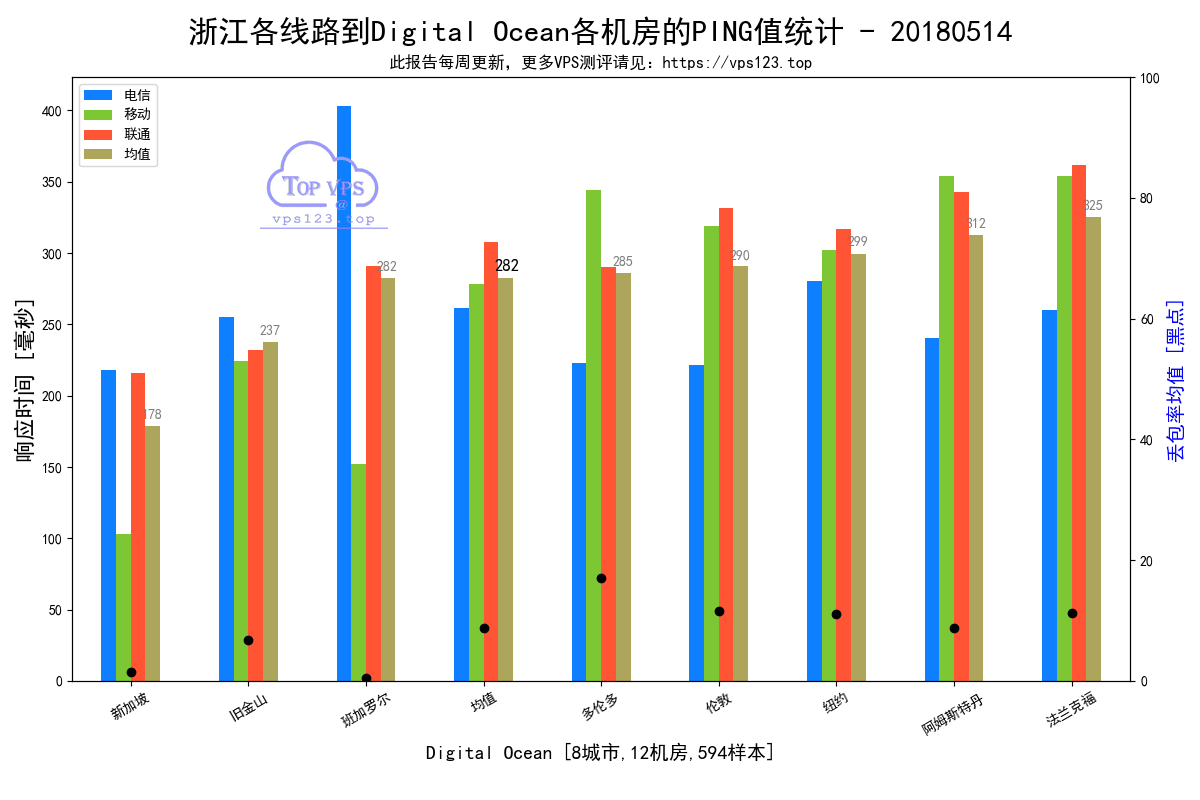 浙江各线路到Digital Ocean各机房的PING值统计 - 20180514
此报告每周更新，更多VPS测评请见：https://vps123.top
电信
移动
联通
均值
TOP VPS
@
vps123.top
响应时间 [毫秒]
400
350
300
250
200
150
100
50
0
178
237
282
282
285
290
299
312
325
100
80
60
40
20
0
丢包率均值 [黑点]
新加坡
旧金山
班加罗尔
均值
多伦多
伦敦
纽约
阿姆斯特丹
法兰克福
Digital Ocean [8城市,12机房,594样本]